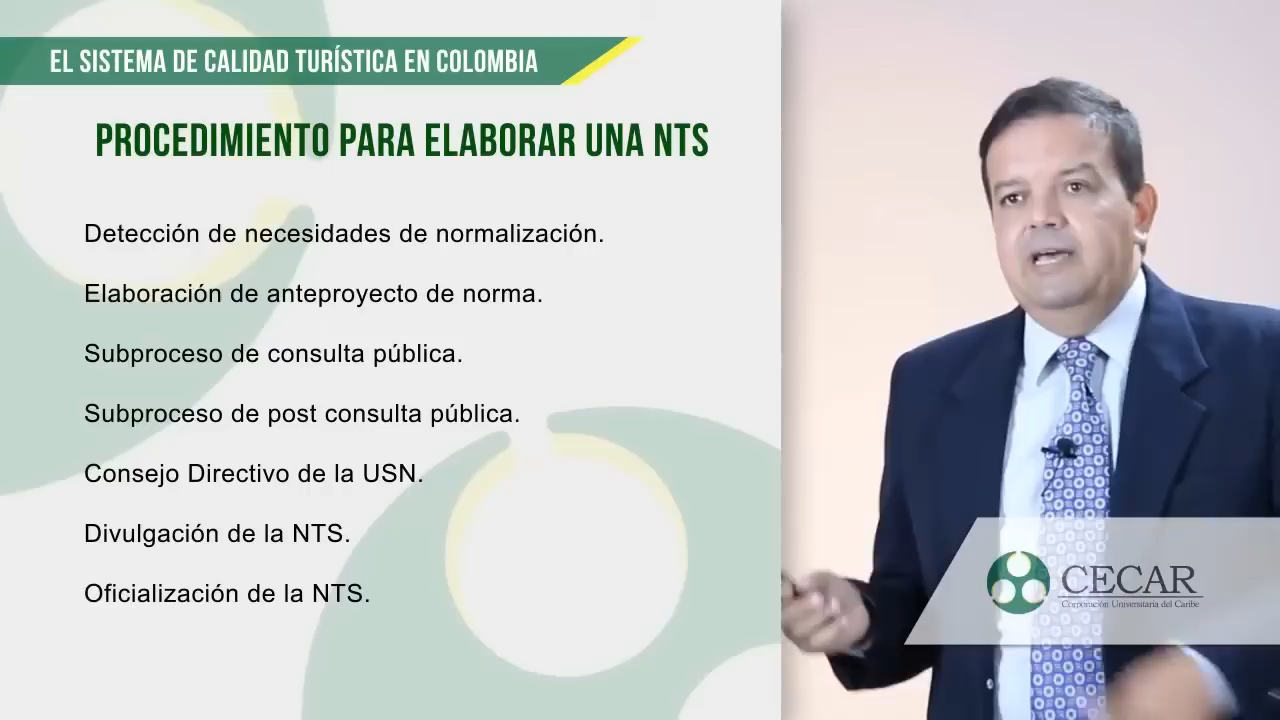 EL SISTEMA DE CALIDAD TURÍSTICA EN COLOMBIA
PROCEDIMIENTO PARA ELABORAR UNA NTS
Detección de necesidades de normalización.
Elaboración de anteproyecto de norma.
Subproceso de consulta pública.
Subproceso de post consulta pública.
Consejo Directivo de la USN.
Divulgación de la NTS.
Oficialización de la NTS.
CECAR
Corporación Universitaria del Caribe